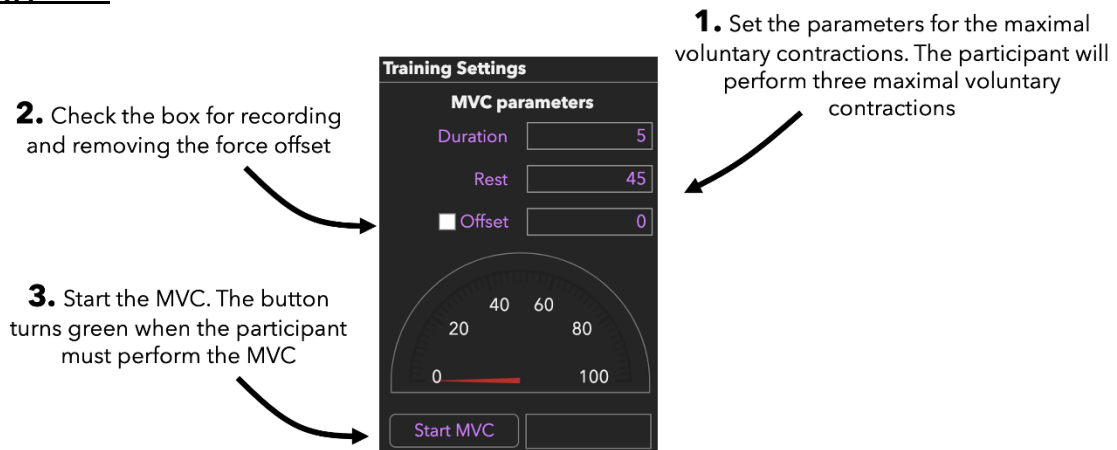 1. Set the parameters for the maximal
voluntary contractions. The participant will
perform three maximal voluntary
contractions
2. Check the box for recording
and removing the force offset
3. Start the MVC. The button
turns green when the participant
must perform the MVC
Training Settings
MVC parameters
Duration 5
Rest 45
Offset 0
40 60
20 80
0 100
Start MVC